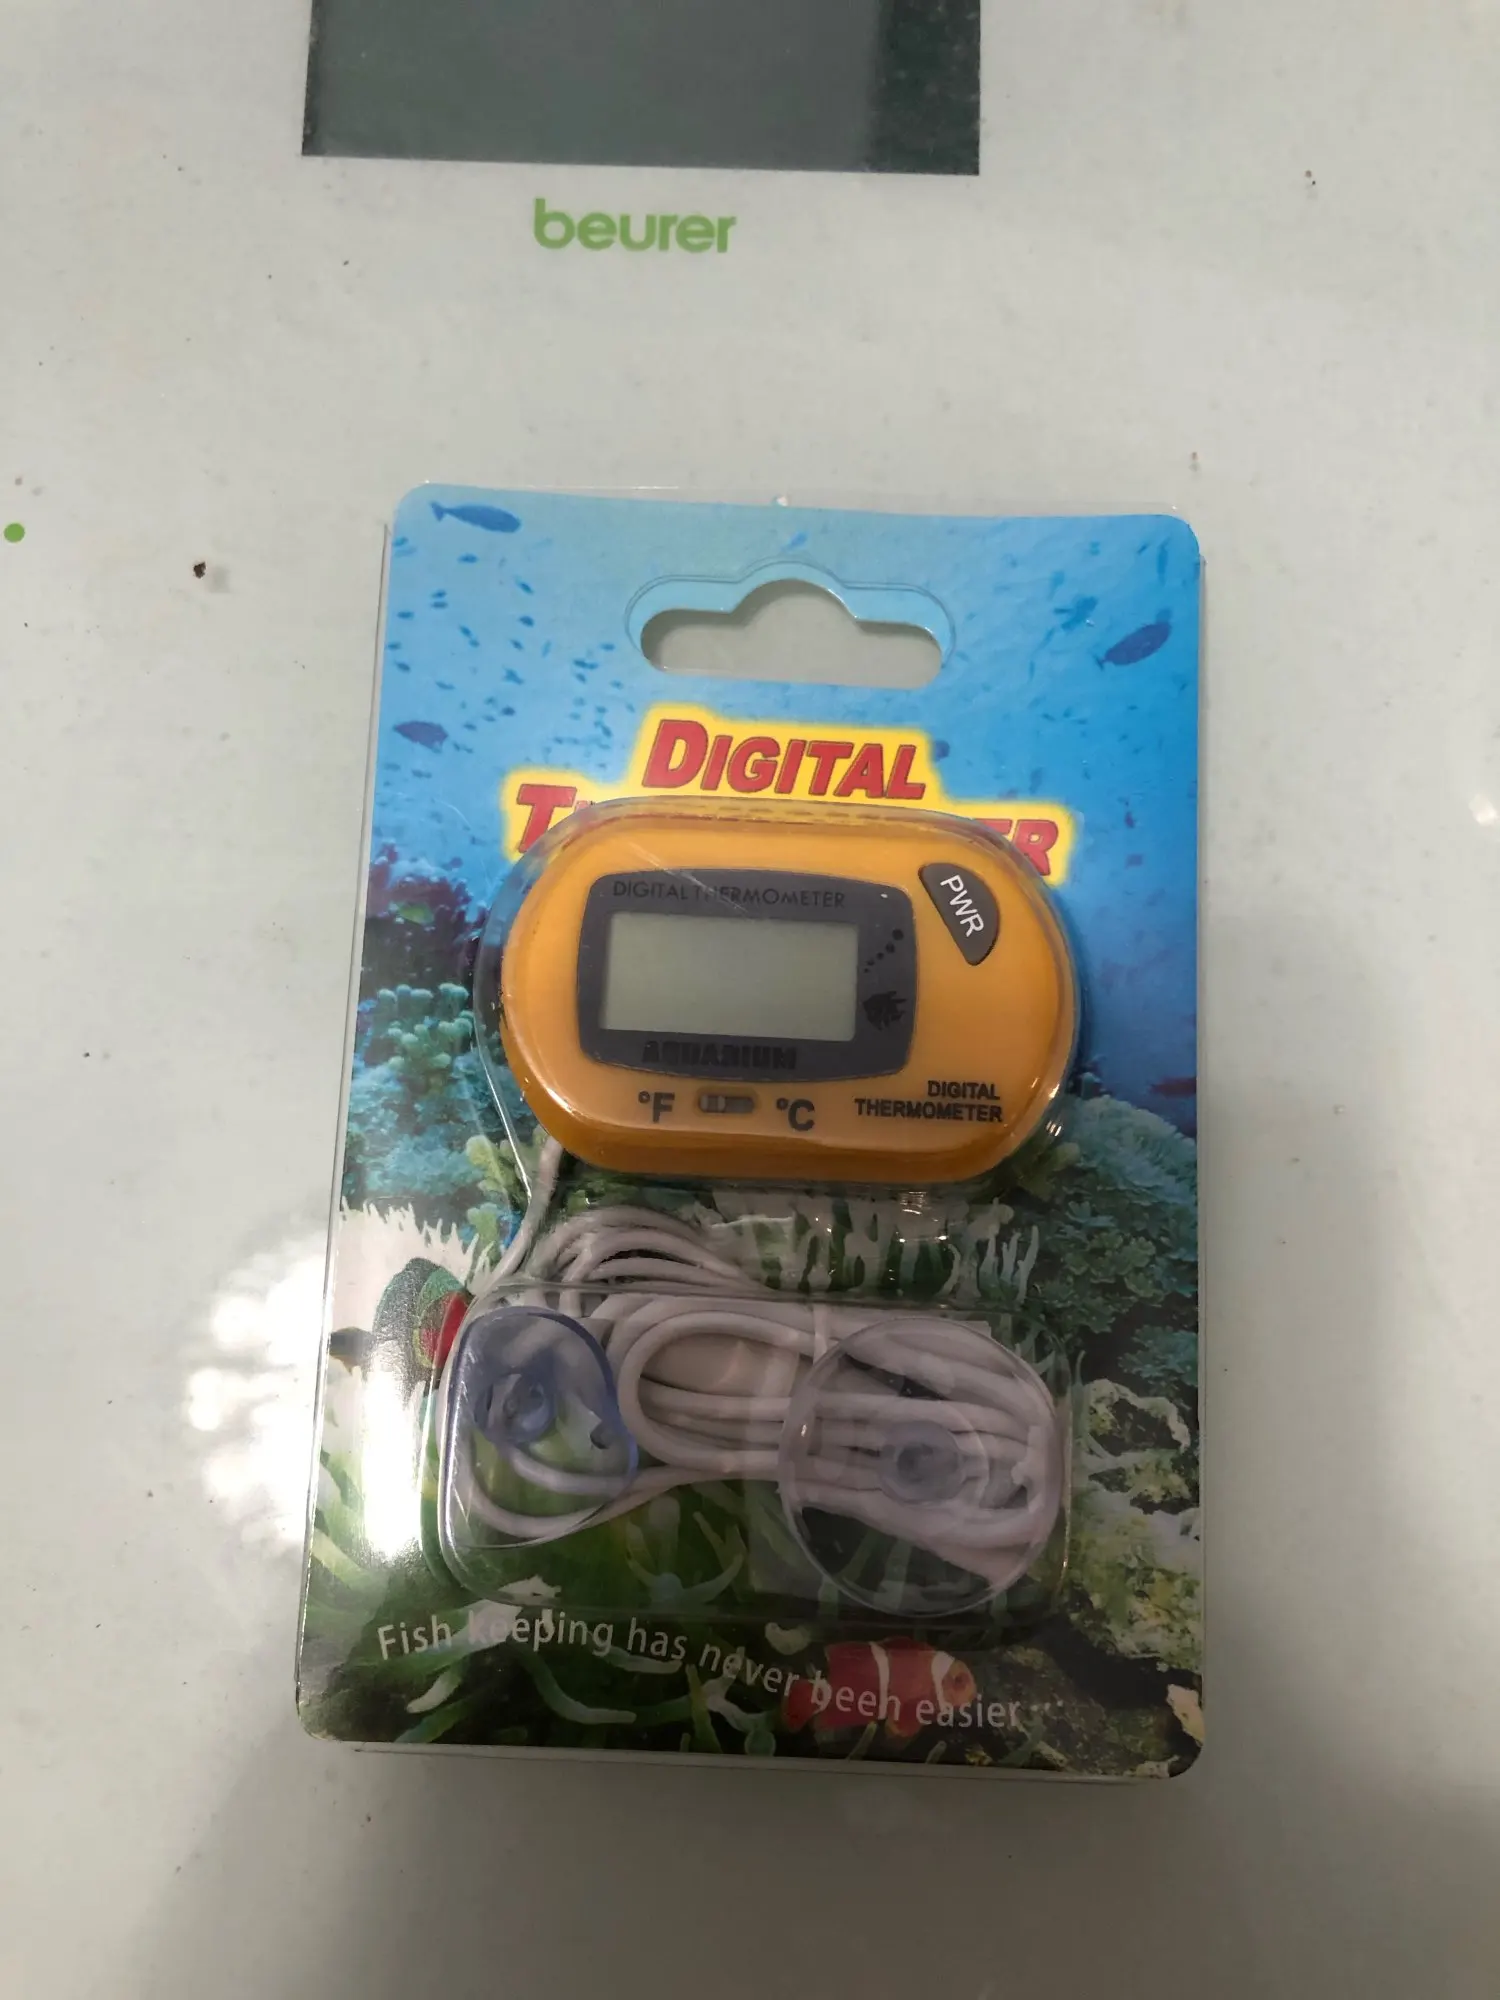 beurer
DIGITAL
DIGITAL THERMOMETER
PWR
AQUARIUM
°F °C
DIGITAL
THERMOMETER
Fish keeping has never been easier...